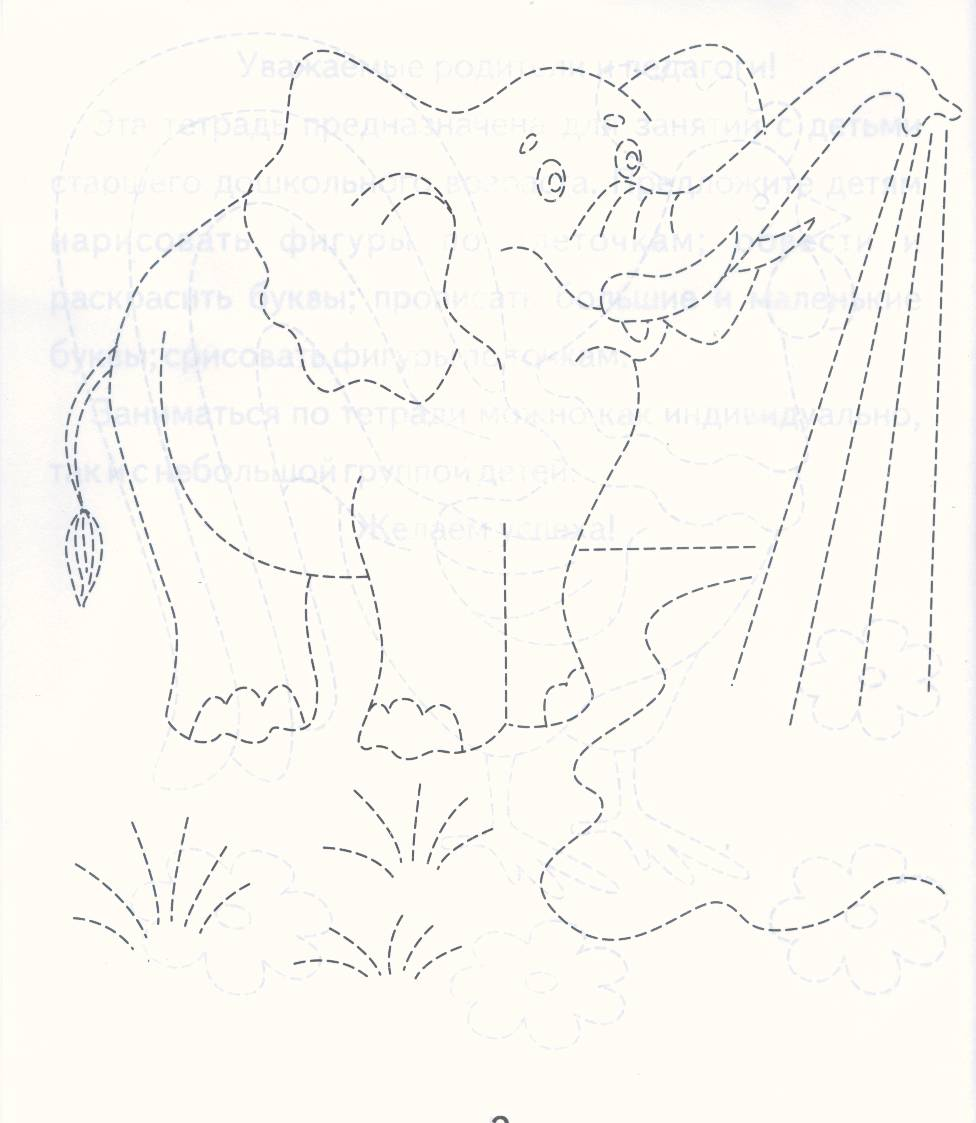 Уважаемые родители и педагоги!
Эта тетрадь предназначена для занятий с детьми
старшего дошкольного возраста. Предложите детям
нарисовать фигуры по клеточкам; обвести и
раскрасить буквы; прописать большие и маленькие
буквы; срисовать фигуры по точкам.
Заниматься по тетради можно как индивидуально,
так и с небольшой группой детей.
Желаем успеха!